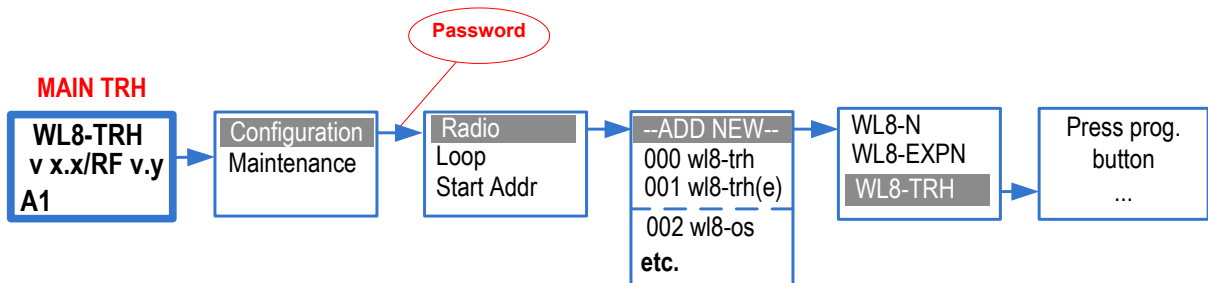 Password
MAIN TRH
WL8-TRH
v x.x/RF v.y
A1
Configuration
Maintenance
Radio
Loop
Start Addr
--ADD NEW--
000 wl8-trh
001 wl8-trh(e)
002 wl8-os
etc.
WL8-N
WL8-EXPN
WL8-TRH
Press prog.
button
...